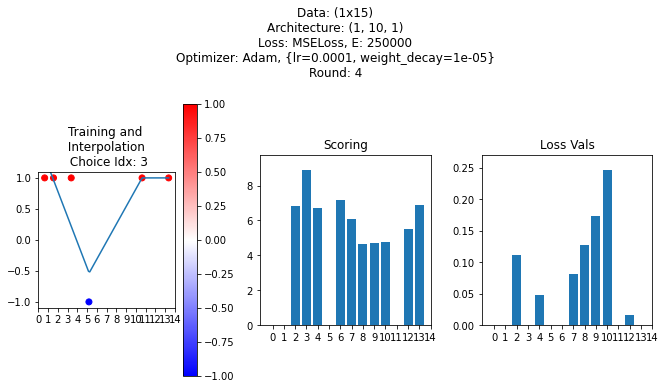 Data: (1x15)
Architecture: (1, 10, 1)
Loss: MSELoss, E: 250000
Optimizer: Adam, {lr=0.0001, weight_decay=1e-05}
Round: 4
Training and
Interpolation
Choice Idx: 3
1.0
0.5
0.0
−0.5
−1.0
0 1 2 3 4 5 6 7 8 9 10 11 12 13 14
1.00
0.75
0.50
0.25
0.00
−0.25
−0.50
−0.75
−1.00
Scoring
8
6
4
2
0
0 1 2 3 4 5 6 7 8 9 10 11 12 13 14
Loss Vals
0.25
0.20
0.15
0.10
0.05
0.00
0 1 2 3 4 5 6 7 8 9 10 11 12 13 14